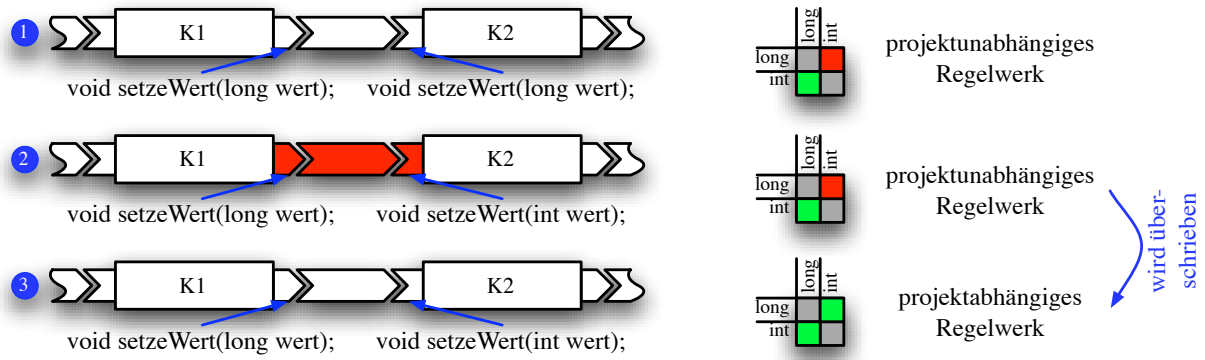 1
K1
K2
void setzeWert(long wert);
void setzeWert(long wert);
long
int
long
int
projektunabhängiges
Regelwerk
2
K1
K2
void setzeWert(long wert);
void setzeWert(int wert);
long
int
long
int
projektunabhängiges
Regelwerk
wird über-
schrieben
3
K1
K2
void setzeWert(long wert);
void setzeWert(int wert);
long
int
long
int
projektabhängiges
Regelwerk